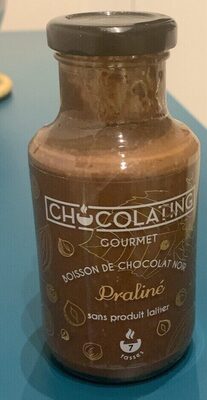 CHOCOLATING
GOURMET
BOISSON DE CHOCOLAT NOIR
Praliné
sans produit laitier
7
tasses